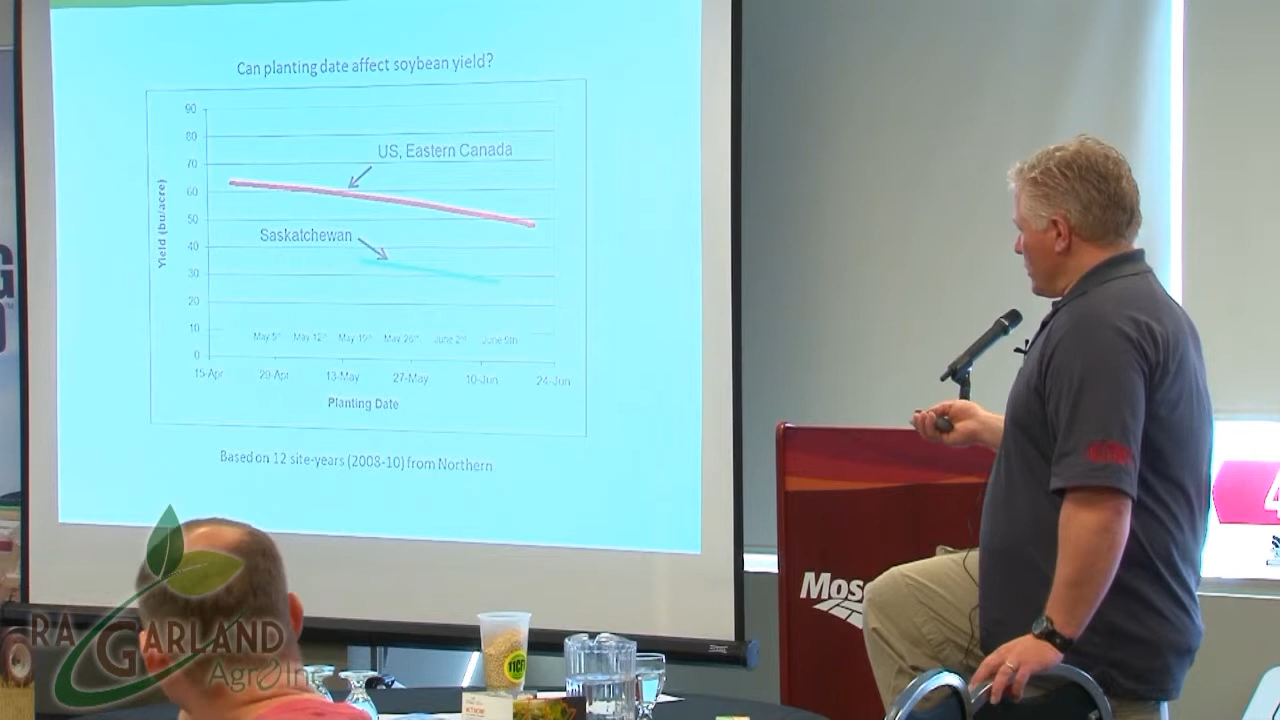 Can planting date affect soybean yield?
90
80
70
60
50
40
30
20
10
0
Yield (bu/acre)
US, Eastern Canada
Saskatchewan
May 5th May 12th May 19th May 26th June 2nd June 9th
15-Apr 29-Apr 13-May 27-May 10-Jun 24-Jun
Planting Date
Based on 12 site-years (2008-10) from Northern
Mos
4
G
RA GARLAND
Agro Inc